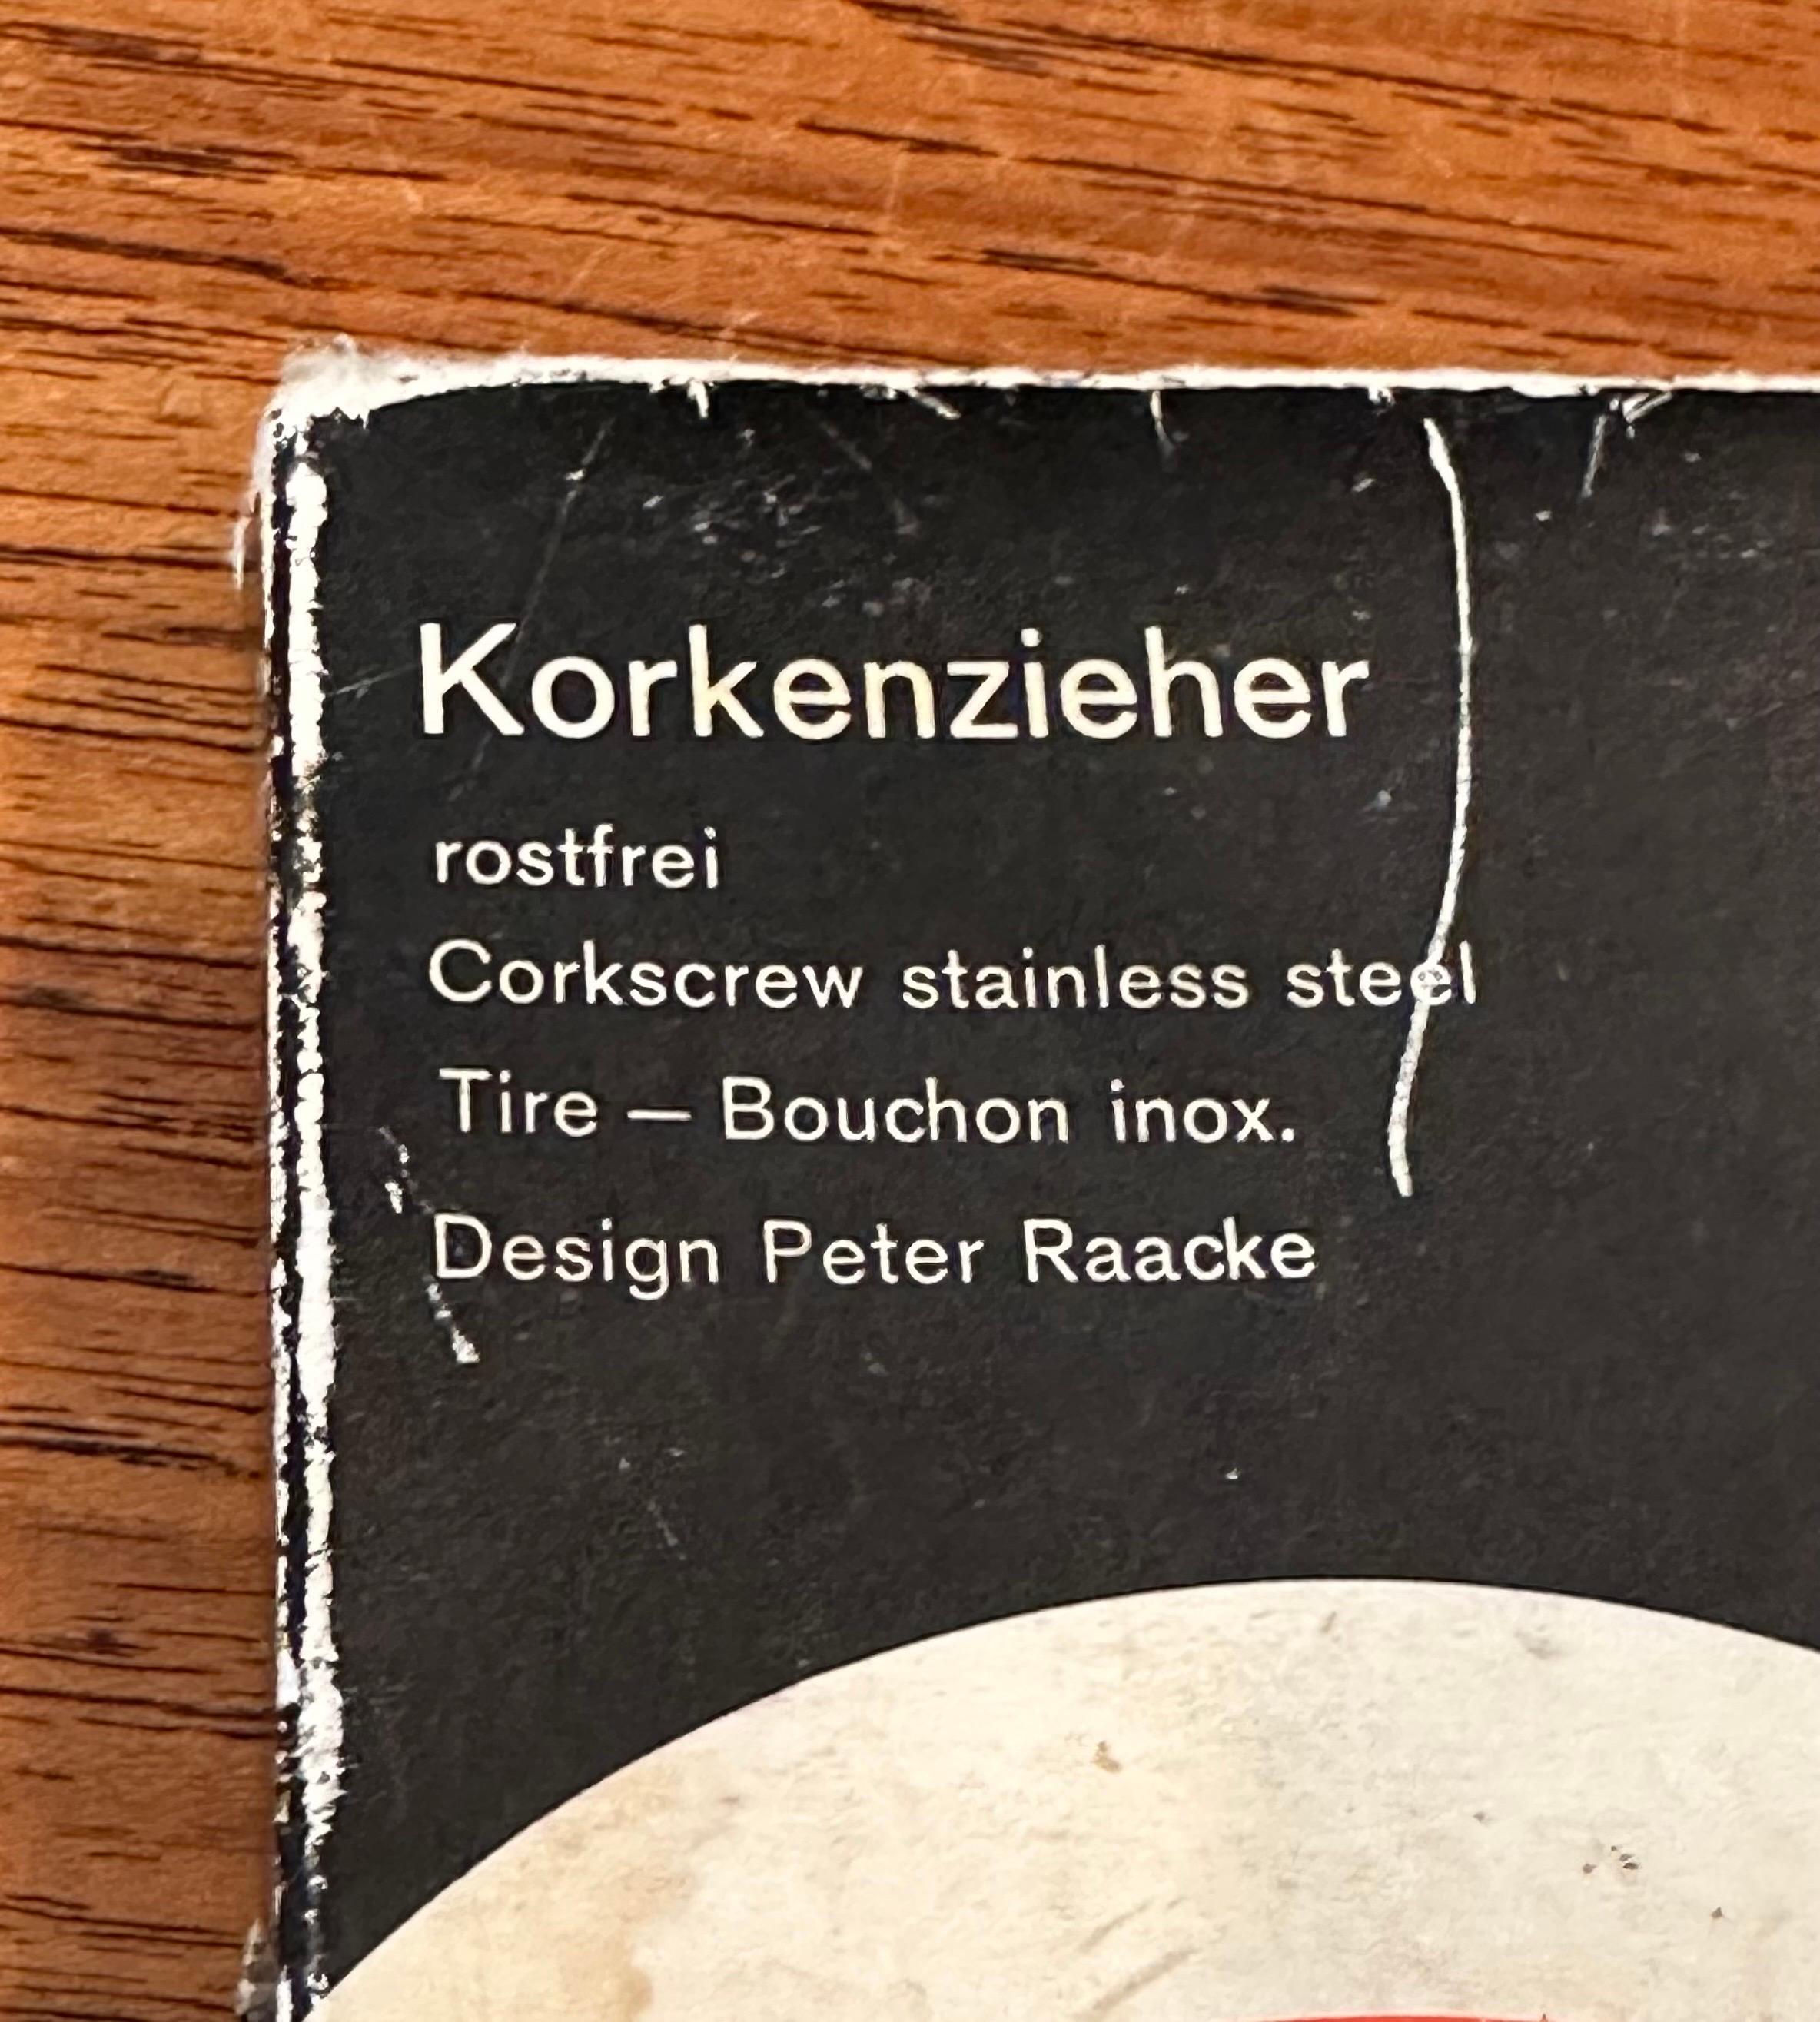 Korkenzieher
rostfrei
Corkscrew stainless steel
Tire – Bouchon inox.
Design Peter Raacke